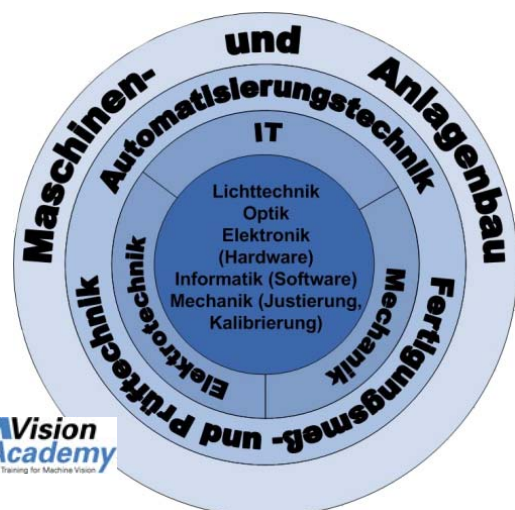 Maschinen- und Anlagenbau
Automatisierungstechnik
IT
Lichttechnik
Optik
Elektronik
(Hardware)
Informatik (Software)
Mechanik (Justierung,
Kalibrierung)
Elektrotechnik
Mechanik
Fertigungsmeß- und Prüftechnik
Vision
Academy
Training for Machine Vision